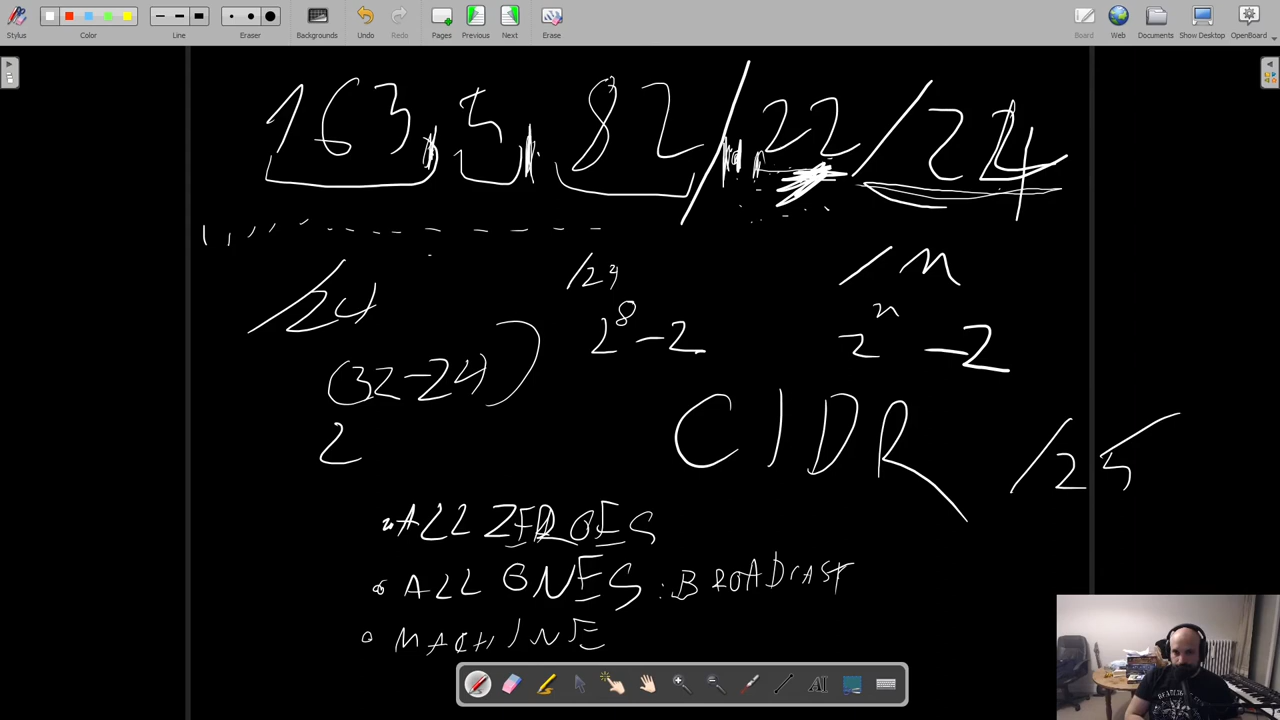 Stylus Color Line Eraser Backgrounds Undo Redo Pages Previous Next Erase Board Web Documents Show Desktop OpenBoard
163.5.82/22/24
/24 /24 /n
2^8-2 2^n-2
(32-24)
2
CIDR /25
ALL ZEROES
ALL ONES: BROADCAST
MACHINE